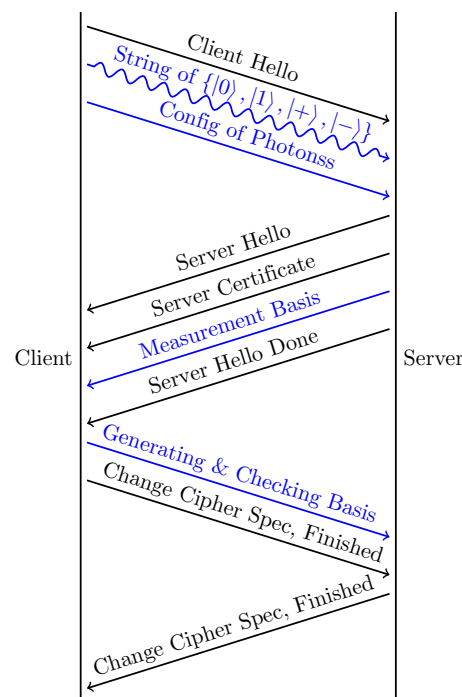 Client Hello
String of {|0⟩, |1⟩, |+⟩, |−⟩}
Config of Photonss
Server Hello
Server Certificate
Measurement Basis
Server Hello Done
Client
Server
Generating & Checking Basis
Change Cipher Spec, Finished
Change Cipher Spec, Finished